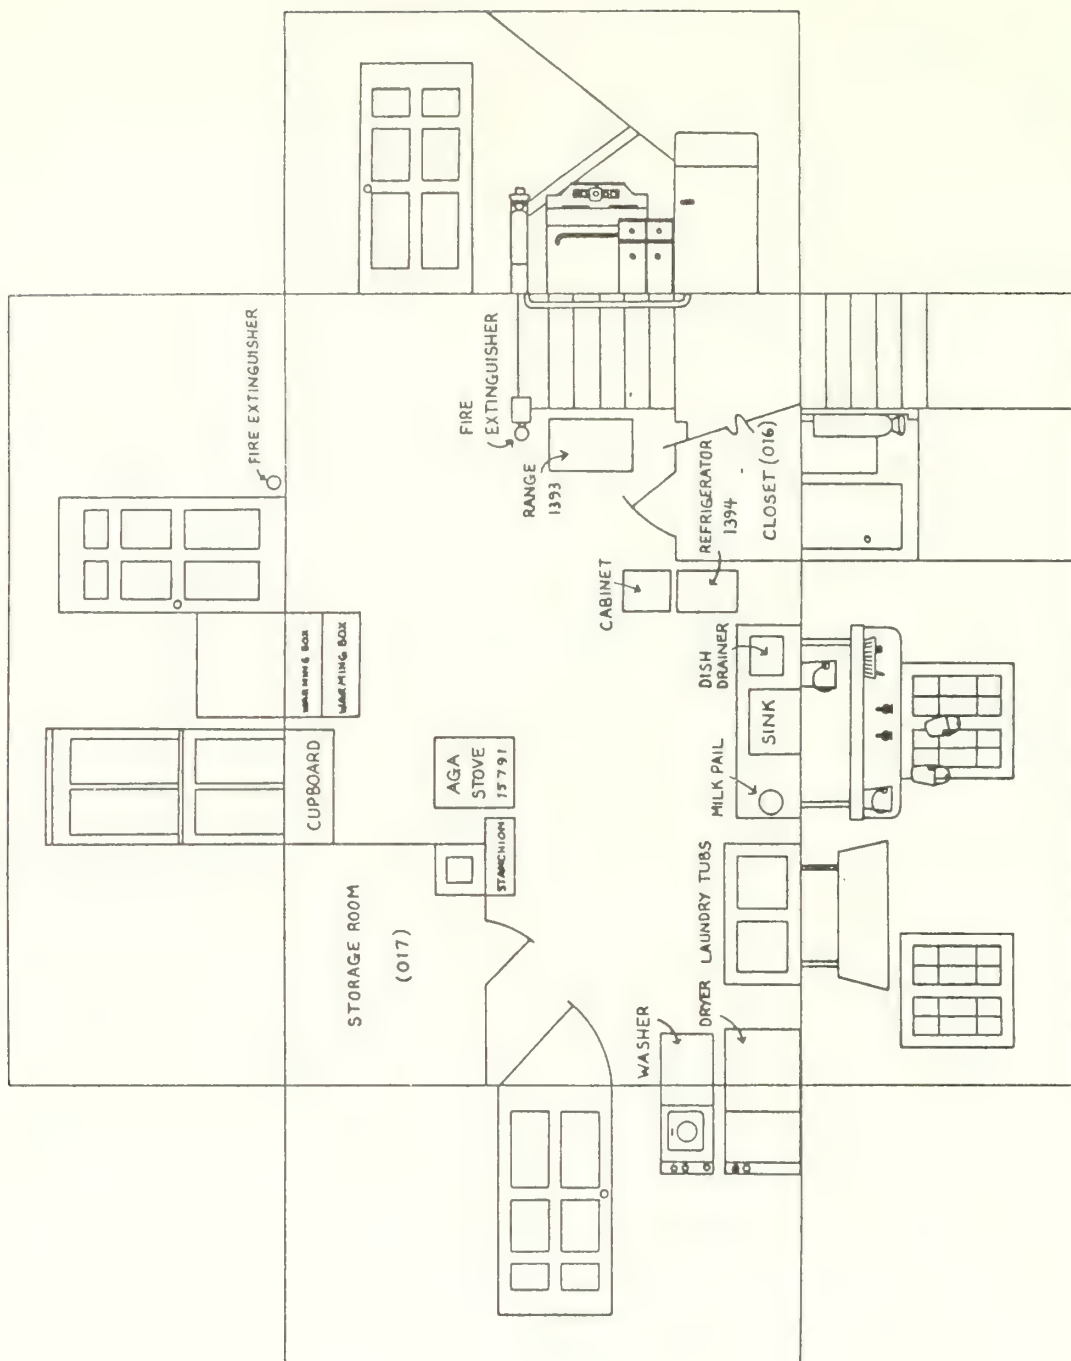 FIRE EXTINGUISHER
FIRE
EXTINGUISHER
RANGE
1393
WARMING BOX
WARMING BOX
CUPBOARD
AGA
STOVE
15791
STANCHION
STORAGE ROOM
(017)
CABINET
REFRIGERATOR
1394
CLOSET (016)
DISH
DRAINER
SINK
MILK PAIL
LAUNDRY TUBS
WASHER
DRYER